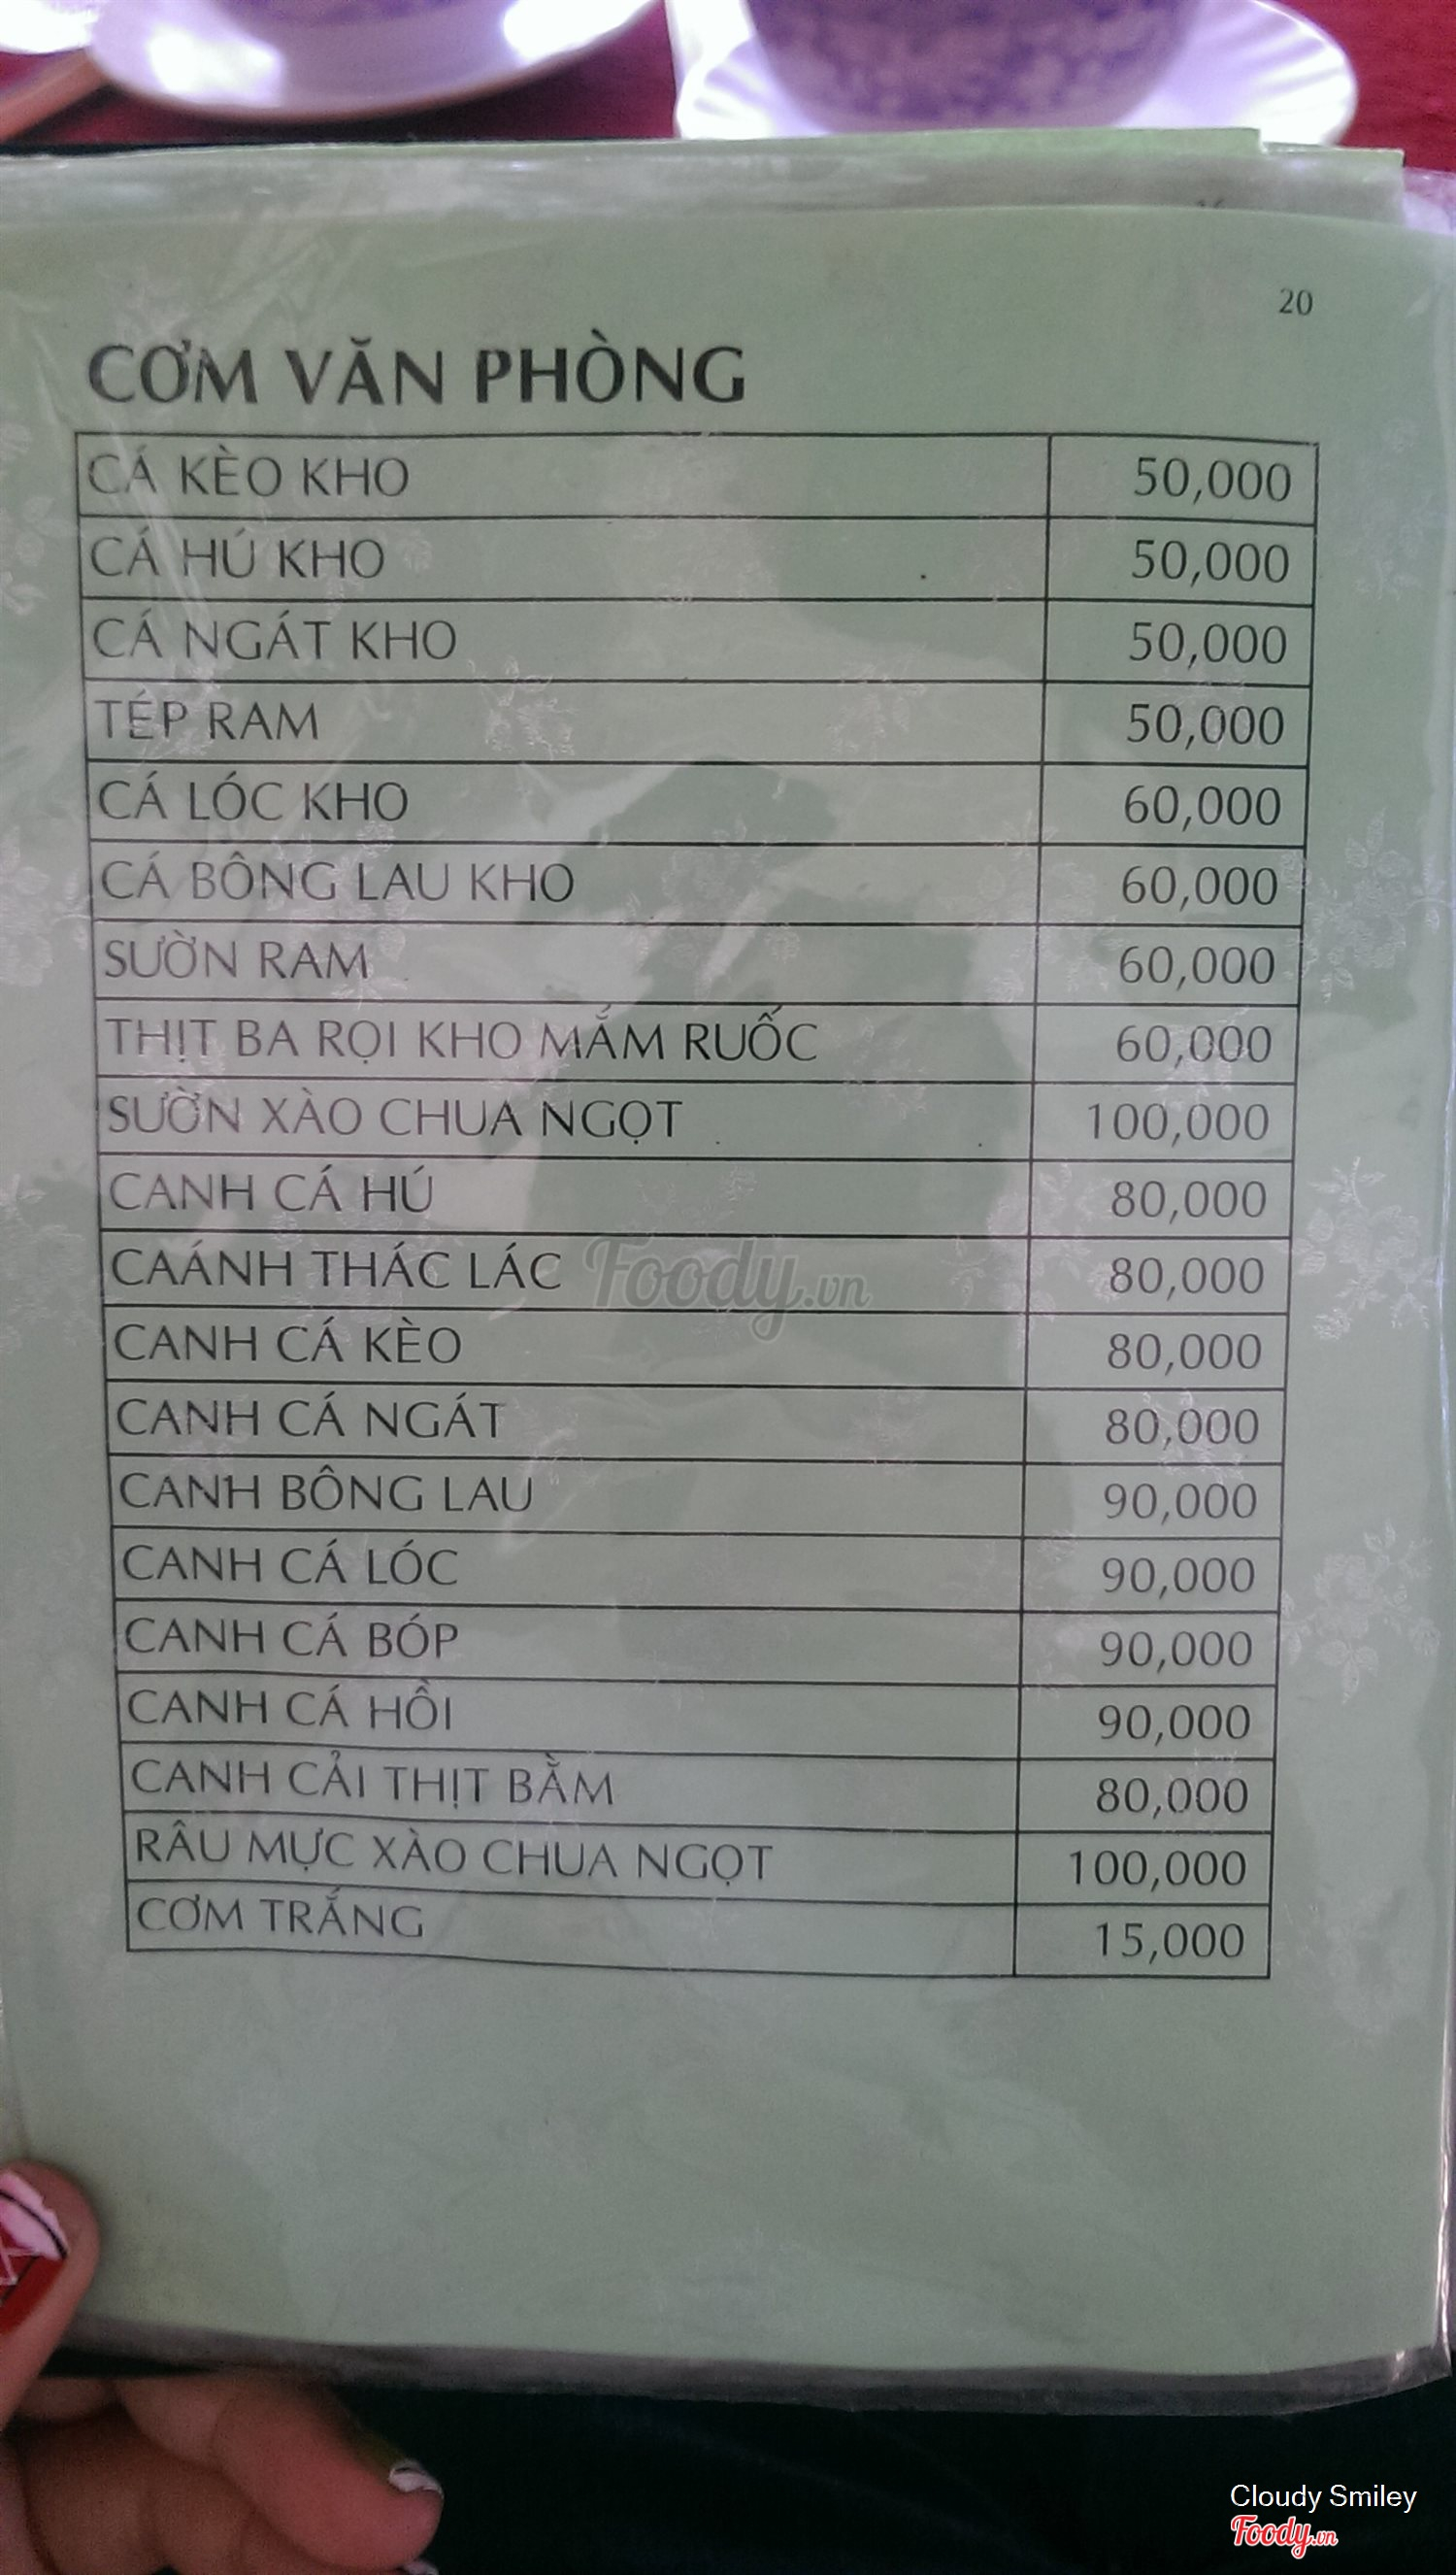 20
CƠM VĂN PHÒNG
CÁ KÈO KHO 50,000
CÁ HÚ KHO 50,000
CÁ NGÁT KHO 50,000
TÉP RAM 50,000
CÁ LÓC KHO 60,000
CÁ BÔNG LAU KHO 60,000
SƯỜN RAM 60,000
THỊT BA RỌI KHO MẮM RUỐC 60,000
SƯỜN XÀO CHUA NGỌT 100,000
CANH CÁ HÚ 80,000
CAÁNH THÁC LÁC 80,000
CANH CÁ KÈO 80,000
CANH CÁ NGÁT 80,000
CANH BÔNG LAU 90,000
CANH CÁ LÓC 90,000
CANH CÁ BÓP 90,000
CANH CÁ HỒI 90,000
CANH CẢI THỊT BẰM 80,000
RÂU MỰC XÀO CHUA NGỌT 100,000
CƠM TRẮNG 15,000
Foody.vn
Cloudy Smiley
Foody.vn